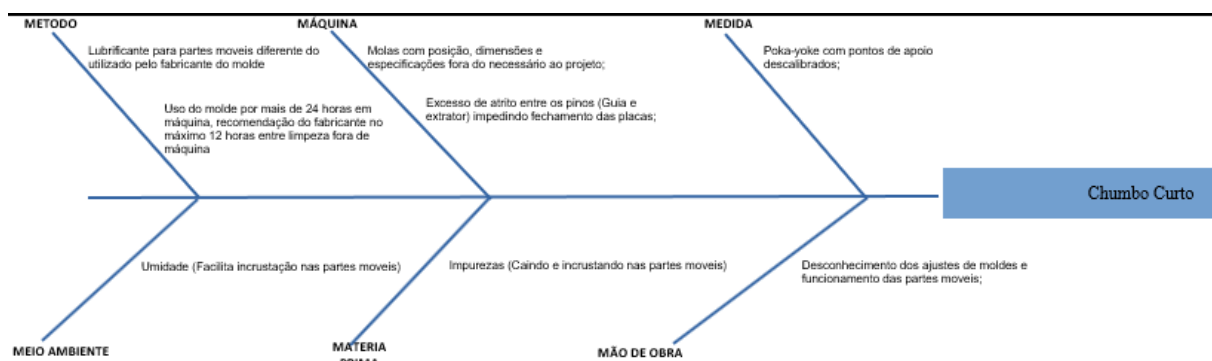 METODO
MÁQUINA
MEDIDA
Lubrificante para partes moveis diferente do
utilizado pelo fabricante do molde
Molas com posição, dimensões e
especificações fora do necessário ao projeto;
Poka-yoke com pontos de apoio
descalibrados;
Uso do molde por mais de 24 horas em
máquina, recomendação do fabricante no
máximo 12 horas entre limpeza fora de
máquina
Excesso de atrito entre os pinos (Guia e
extrator) impedindo fechamento das placas;
Chumbo Curto
Umidade (Facilita incrustação nas partes moveis)
Impurezas (Caindo e incrustando nas partes moveis)
Desconhecimento dos ajustes de moldes e
funcionamento das partes moveis;
MEIO AMBIENTE
MATERIA
PRIMA
MÃO DE OBRA